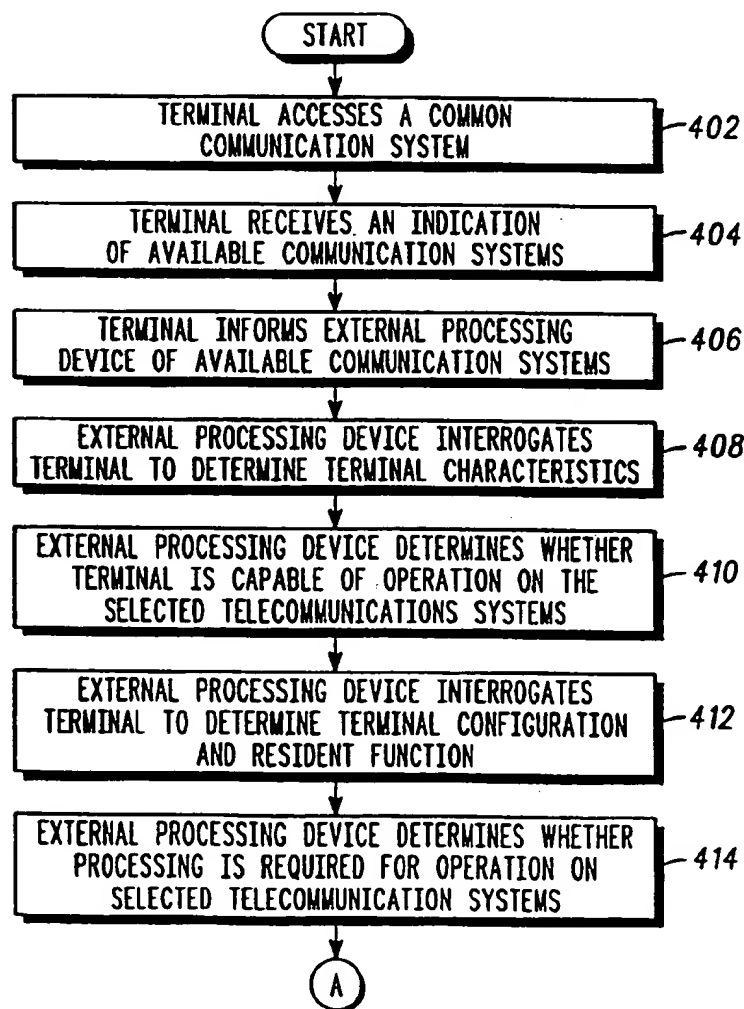 START
TERMINAL ACCESSES A COMMON
COMMUNICATION SYSTEM
402
TERMINAL RECEIVES AN INDICATION
OF AVAILABLE COMMUNICATION SYSTEMS
404
TERMINAL INFORMS EXTERNAL PROCESSING
DEVICE OF AVAILABLE COMMUNICATION SYSTEMS
406
EXTERNAL PROCESSING DEVICE INTERROGATES
TERMINAL TO DETERMINE TERMINAL CHARACTERISTICS
408
EXTERNAL PROCESSING DEVICE DETERMINES WHETHER
TERMINAL IS CAPABLE OF OPERATION ON THE
SELECTED TELECOMMUNICATIONS SYSTEMS
410
EXTERNAL PROCESSING DEVICE INTERROGATES
TERMINAL TO DETERMINE TERMINAL CONFIGURATION
AND RESIDENT FUNCTION
412
EXTERNAL PROCESSING DEVICE DETERMINES WHETHER
PROCESSING IS REQUIRED FOR OPERATION ON
SELECTED TELECOMMUNICATION SYSTEMS
414
A